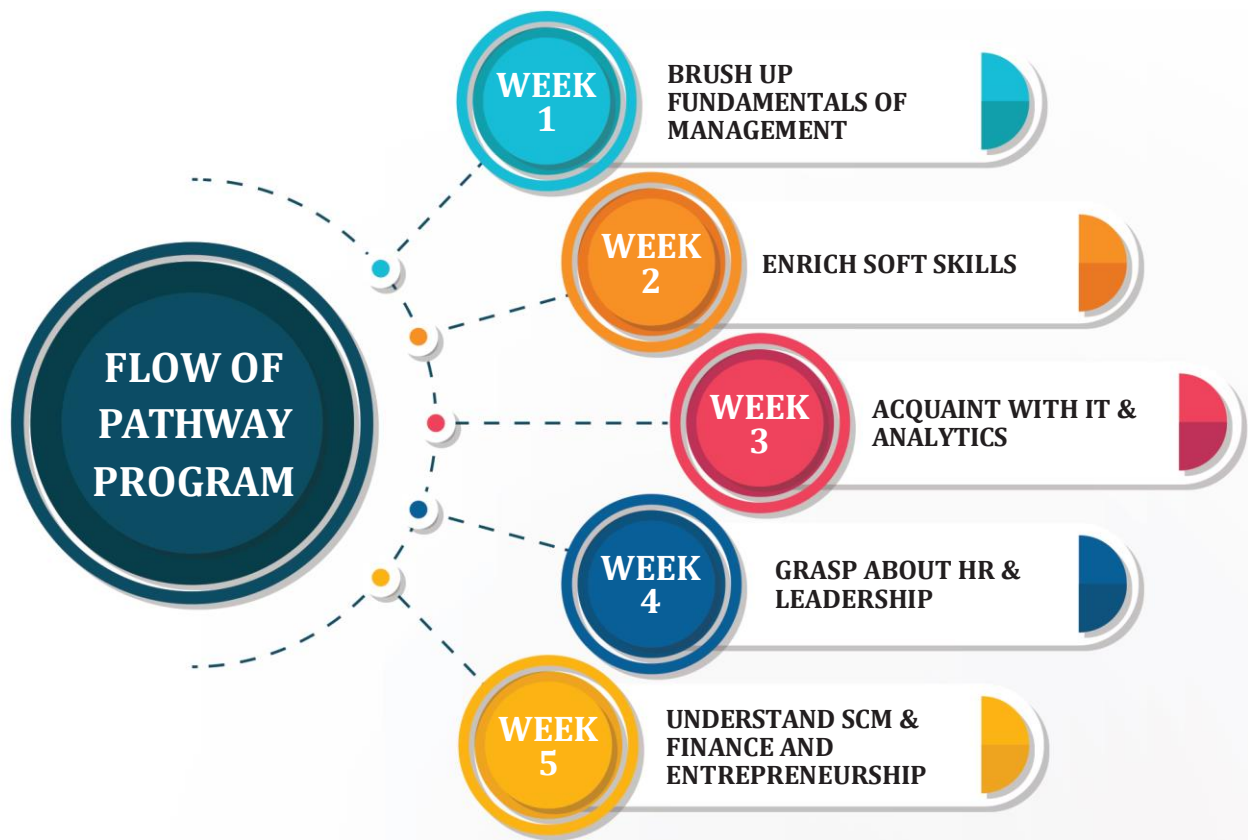 FLOW OF
PATHWAY
PROGRAM
WEEK
1
BRUSH UP
FUNDAMENTALS OF
MANAGEMENT
WEEK
2
ENRICH SOFT SKILLS
WEEK
3
ACQUAINT WITH IT &
ANALYTICS
WEEK
4
GRASP ABOUT HR &
LEADERSHIP
WEEK
5
UNDERSTAND SCM &
FINANCE AND
ENTREPRENEURSHIP